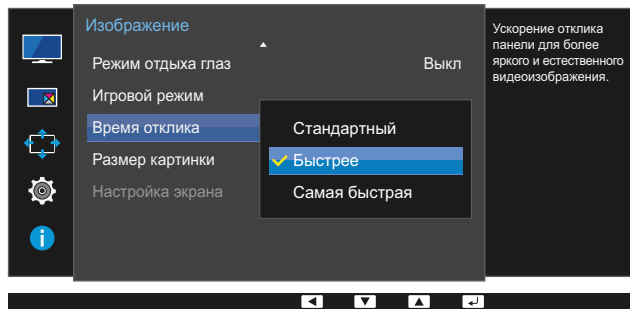 Изображение
Режим отдыха глаз Выкл
Игровой режим
Время отклика
Стандартный
Быстрее
Самая быстрая
Размер картинки
Настройка экрана
Ускорение отклика
панели для более
яркого и естественного
видеоизображения.